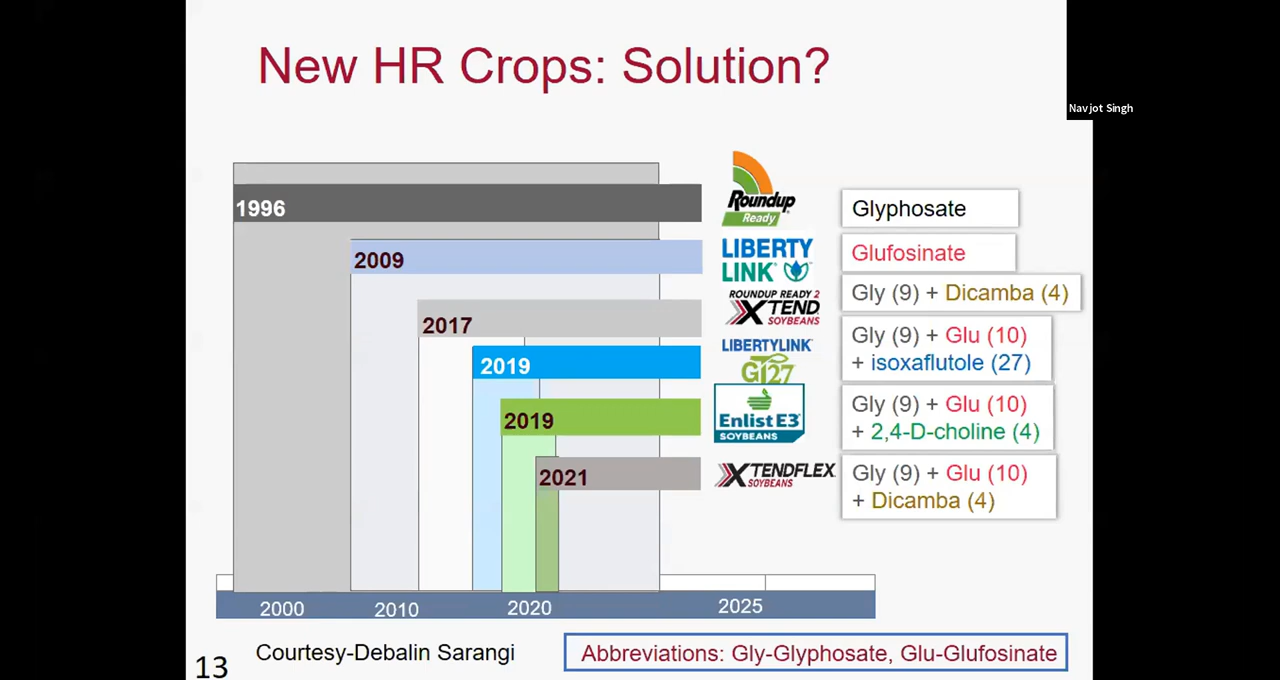 New HR Crops: Solution?
Navjot Singh
1996
Roundup
Ready
Glyphosate
2009
LIBERTY
LINK
Glufosinate
2017
ROUNDUP READY 2
XTEND
SOYBEANS
Gly (9) + Dicamba (4)
2019
LIBERTYLINK
GT27
Gly (9) + Glu (10)
+ isoxaflutole (27)
2019
Enlist E3
SOYBEANS
Gly (9) + Glu (10)
+ 2,4-D-choline (4)
2021
XTENDFLEX
SOYBEANS
Gly (9) + Glu (10)
+ Dicamba (4)
2000 2010 2020 2025
13 Courtesy-Debalin Sarangi
Abbreviations: Gly-Glyphosate, Glu-Glufosinate